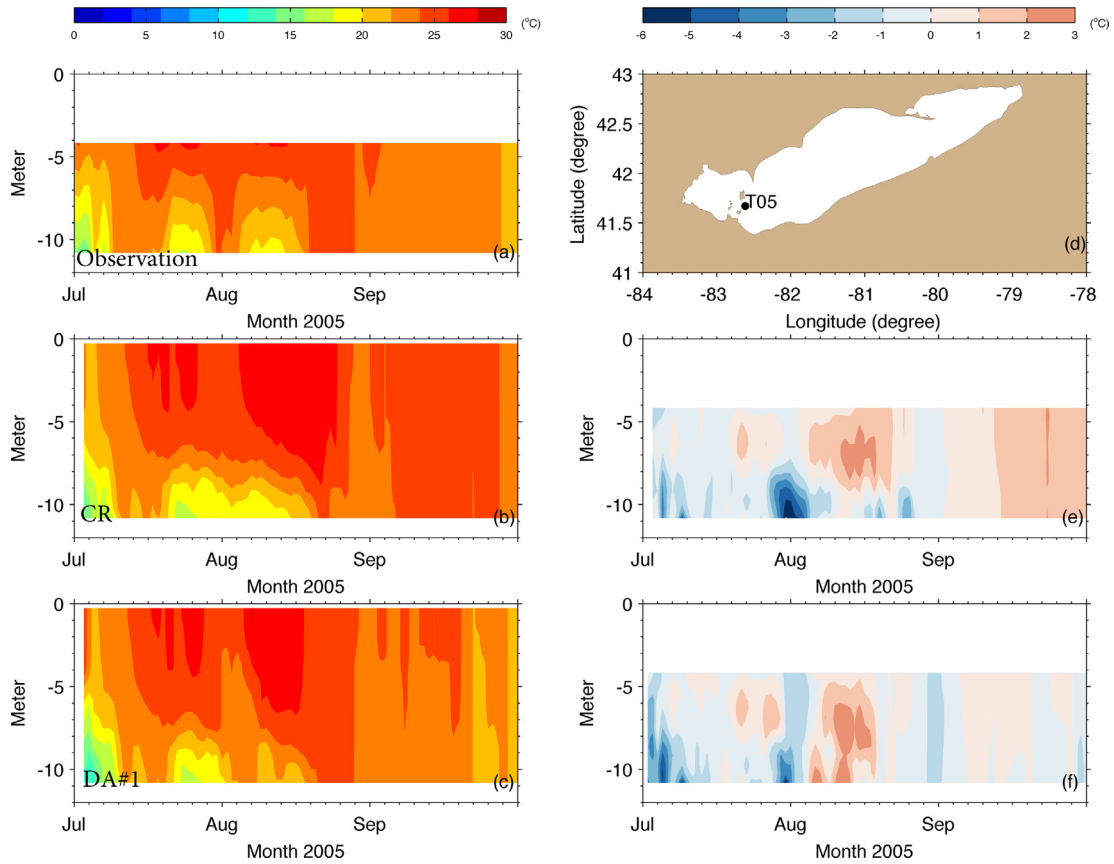 0 5 10 15 20 25 30 (°C)
-6 -5 -4 -3 -2 -1 0 1 2 3 (°C)
0
-5
-10
Meter
Observation
(a)
Jul Aug Sep
Month 2005
43
42.5
42
41.5
41
Latitude (degree)
T05
(d)
-84 -83 -82 -81 -80 -79 -78
Longitude (degree)
0
-5
-10
Meter
CR
(b)
Jul Aug Sep
Month 2005
0
-5
-10
Meter
(e)
Jul Aug Sep
Month 2005
0
-5
-10
Meter
DA#1
(c)
Jul Aug Sep
Month 2005
0
-5
-10
Meter
(f)
Jul Aug Sep
Month 2005